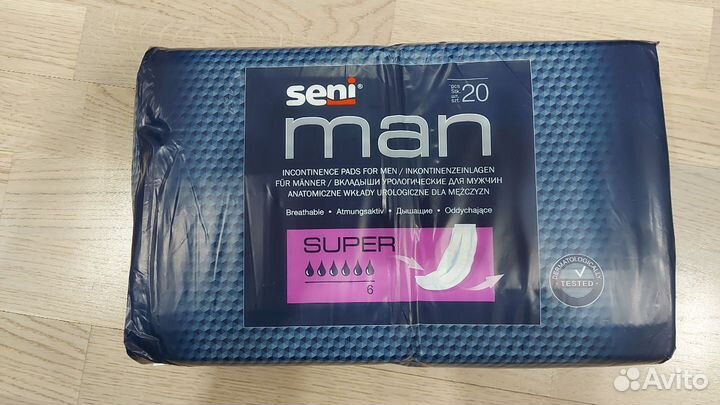 seni®
man
pcs
Stk.
шт.
szt.
20
INCONTINENCE PADS FOR MEN / INKONTINENZEINLAGEN
FÜR MÄNNER / ВКЛАДЫШИ УРОЛОГИЧЕСКИЕ ДЛЯ МУЖЧИН
ANATOMICZNE WKŁADY UROLOGICZNE DLA MĘŻCZYZN
Breathable • Atmungsaktiv • Дышащие • Oddychające
SUPER
6
DERMATOLOGICALLY
TESTED
Avito